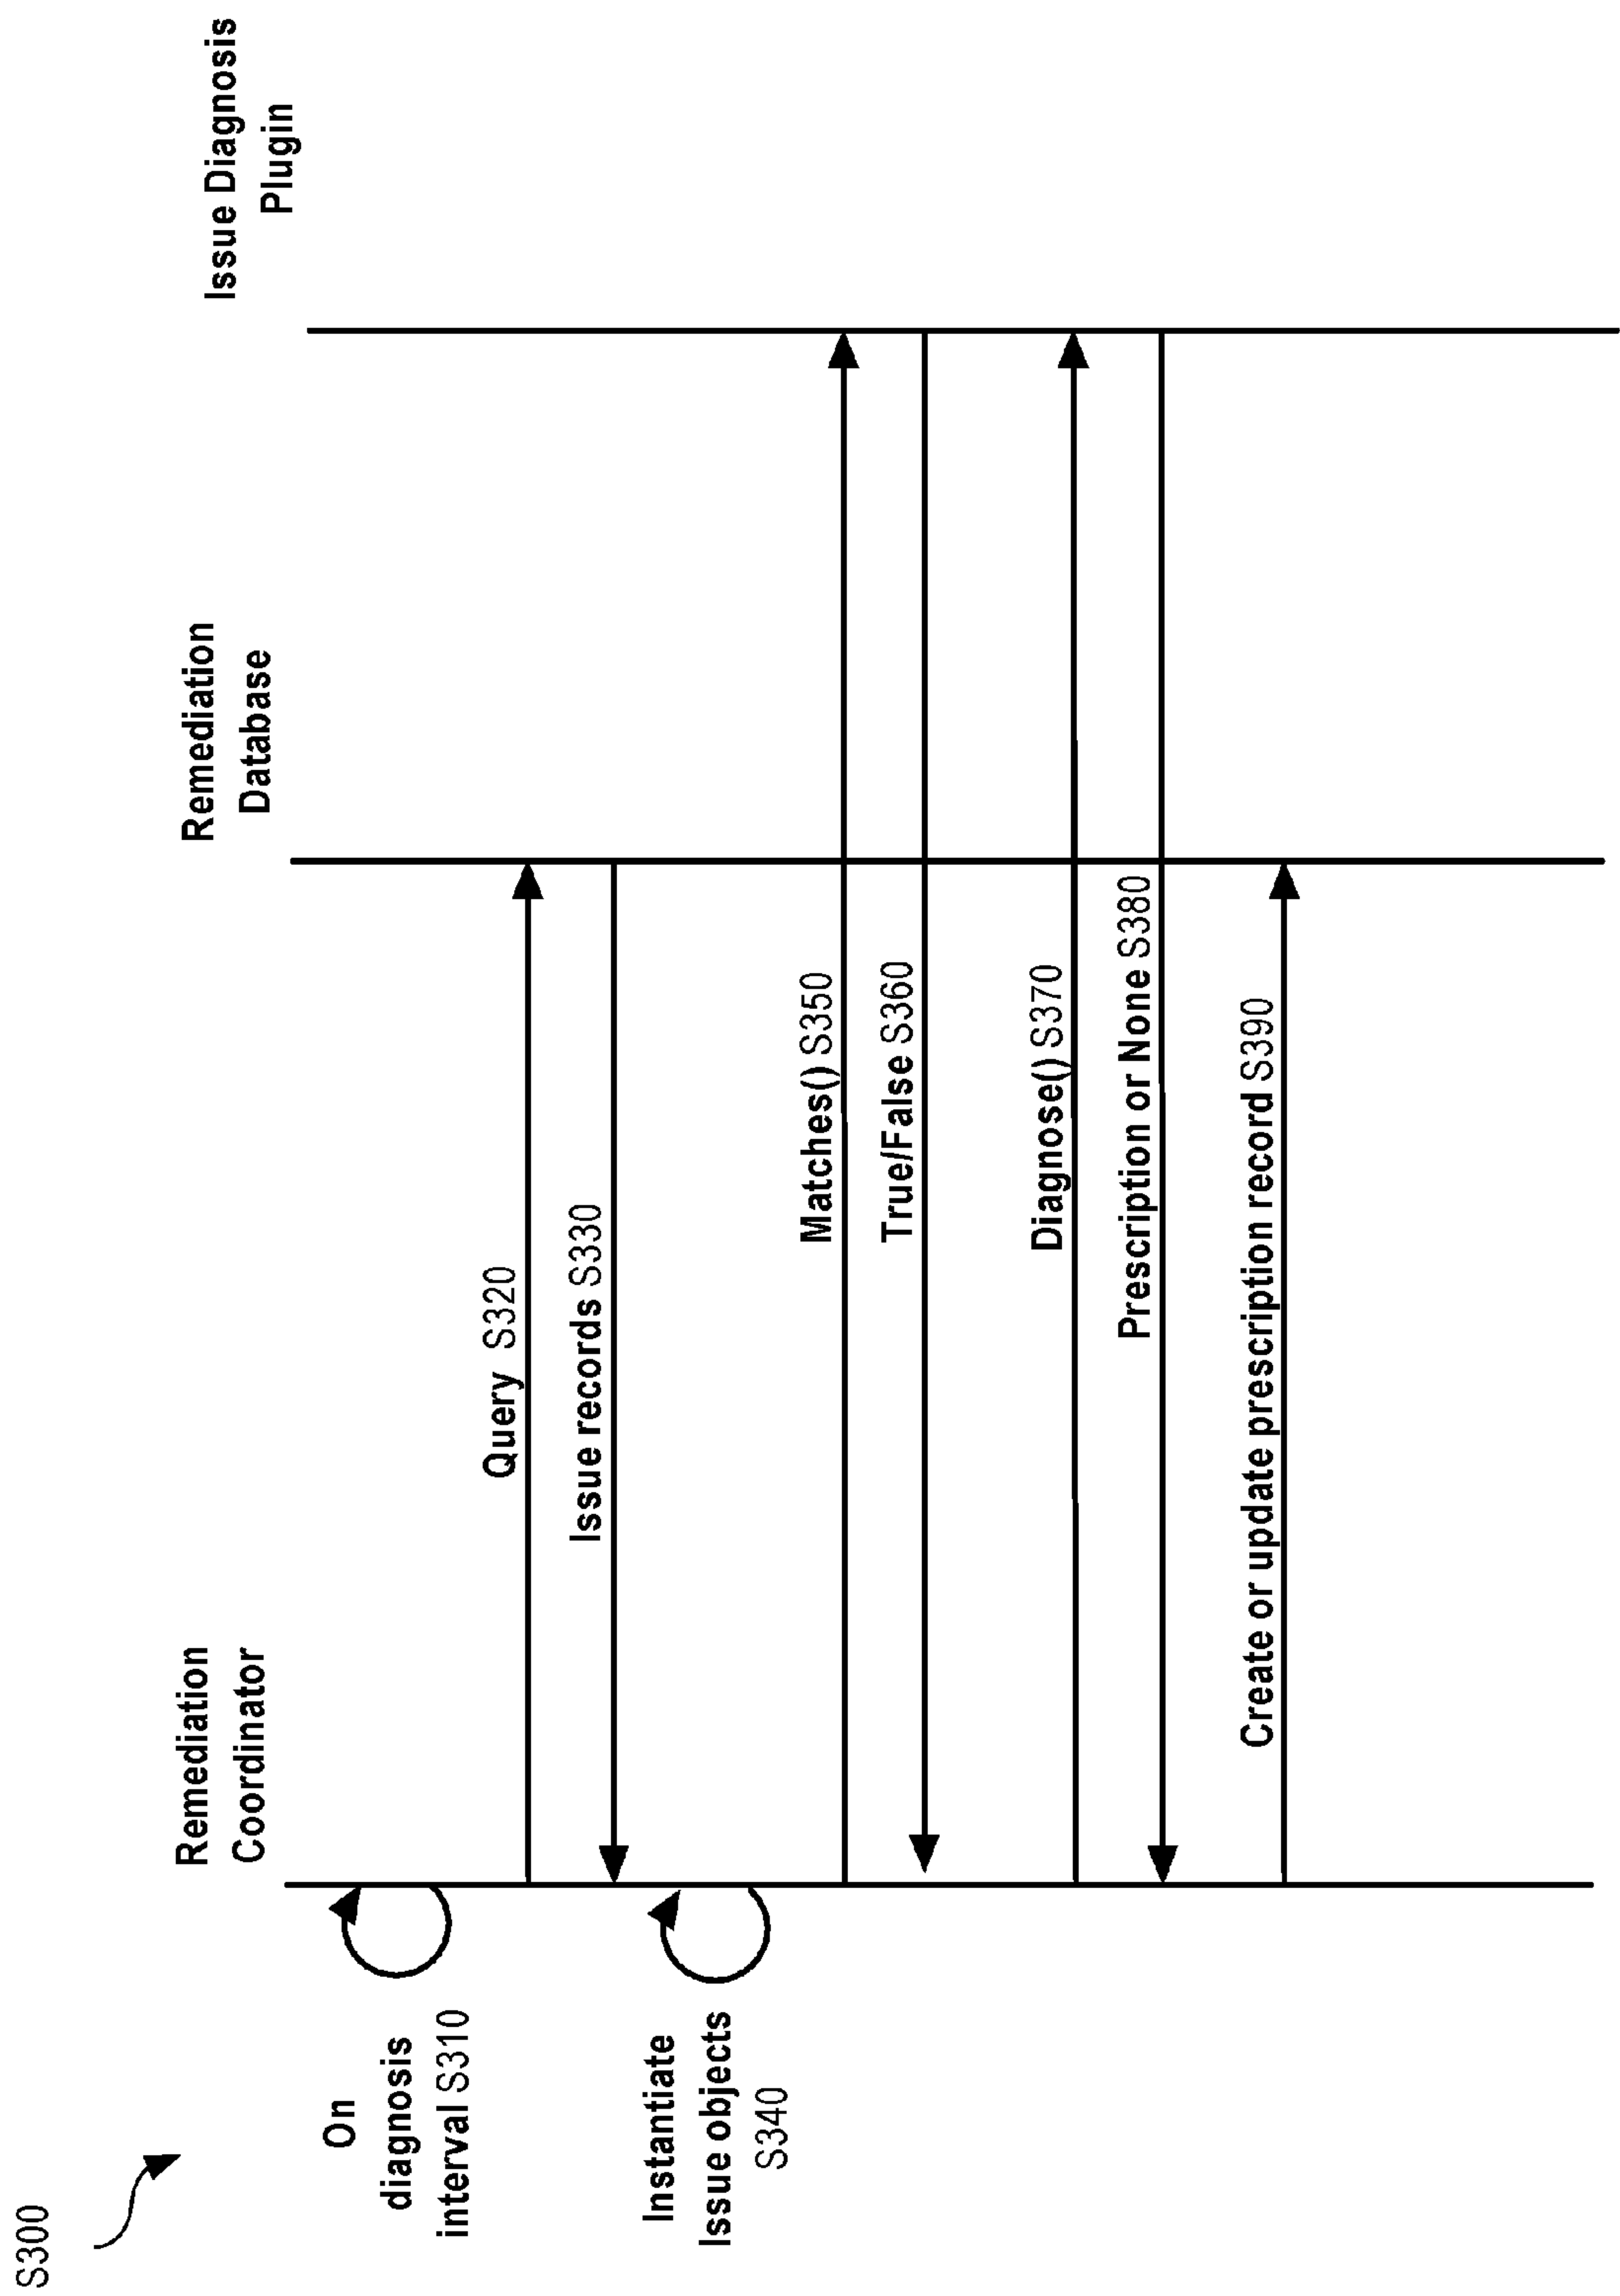 S300
Remediation
Coordinator
Remediation
Database
Issue Diagnosis
Plugin
On
diagnosis
interval S310
Query S320
Issue records S330
Instantiate
Issue objects
S340
Matches() S350
True/False S360
Diagnose() S370
Prescription or None S380
Create or update prescription record S390